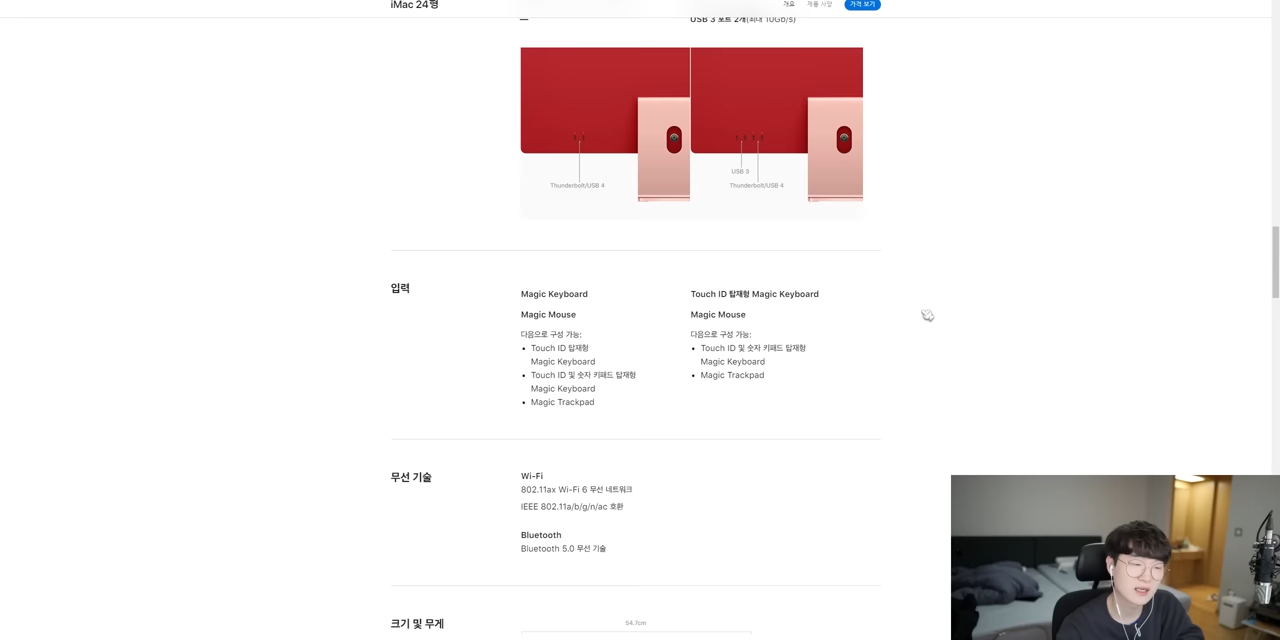 iMac 24형
개요
제품 사양
가격 보기
USB 3 포트 2개(최대 10Gb/s)
Thunderbolt/USB 4
USB 3
Thunderbolt/USB 4
입력
Magic Keyboard
Magic Mouse
다음으로 구성 가능:
• Touch ID 탑재형
Magic Keyboard
• Touch ID 및 숫자 키패드 탑재형
Magic Keyboard
• Magic Trackpad
Touch ID 탑재형 Magic Keyboard
Magic Mouse
다음으로 구성 가능:
• Touch ID 및 숫자 키패드 탑재형
Magic Keyboard
• Magic Trackpad
무선 기술
Wi-Fi
802.11ax Wi-Fi 6 무선 네트워크
IEEE 802.11a/b/g/n/ac 호환
Bluetooth
Bluetooth 5.0 무선 기술
크기 및 무게
54.7cm